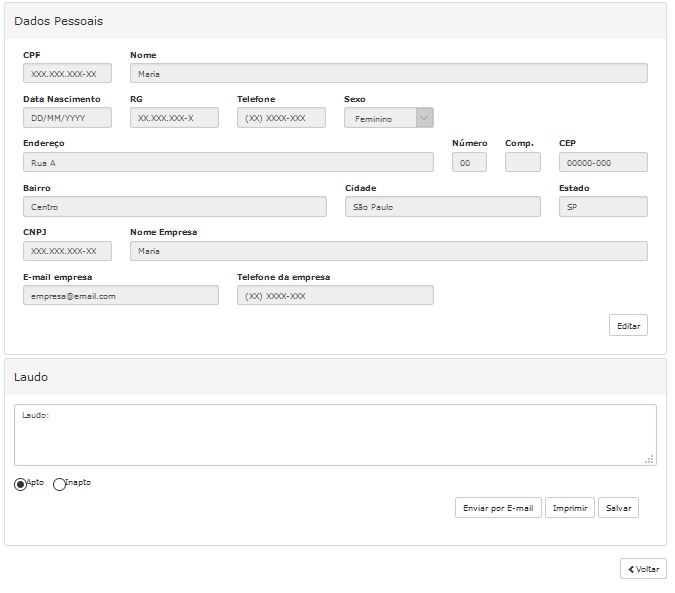 Dados Pessoais
CPF Nome
XXX.XXX.XXX-XX Maria
Data Nascimento RG Telefone Sexo
DD/MM/YYYY XX.XXX.XXX-X (XX) XXXX-XXX Feminino
Endereço Número Comp. CEP
Rua A 00 00000-000
Bairro Cidade Estado
Centro São Paulo SP
CNPJ Nome Empresa
XXX.XXX.XXX-XX Maria
E-mail empresa Telefone da empresa
empresa@email.com (XX) XXXX-XXX
Editar
Laudo
Laudo:
Apto Inapto
Enviar por E-mail Imprimir Salvar
Voltar